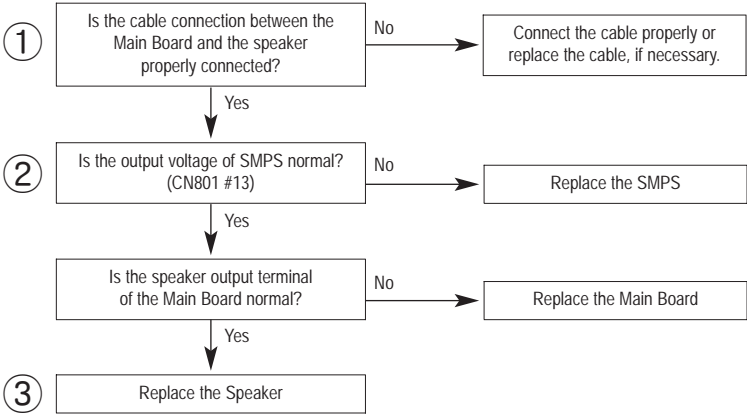 ①
Is the cable connection between the
Main Board and the speaker
properly connected?
No
Connect the cable properly or
replace the cable, if necessary.
Yes
②
Is the output voltage of SMPS normal?
(CN801 #13)
No
Replace the SMPS
Yes
Is the speaker output terminal
of the Main Board normal?
No
Replace the Main Board
Yes
③
Replace the Speaker